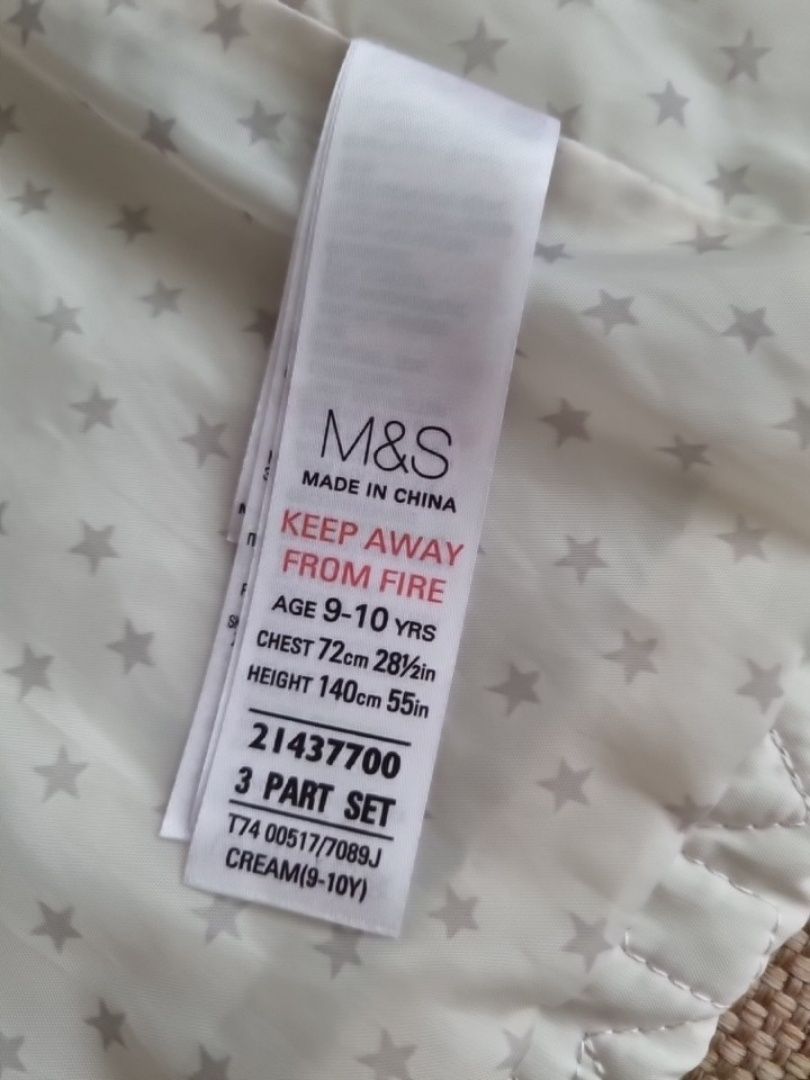 M&S
MADE IN CHINA
KEEP AWAY
FROM FIRE
AGE 9-10 YRS
CHEST 72cm 28½in
HEIGHT 140cm 55in
21437700
3 PART SET
T74 00517/7089J
CREAM(9-10Y)